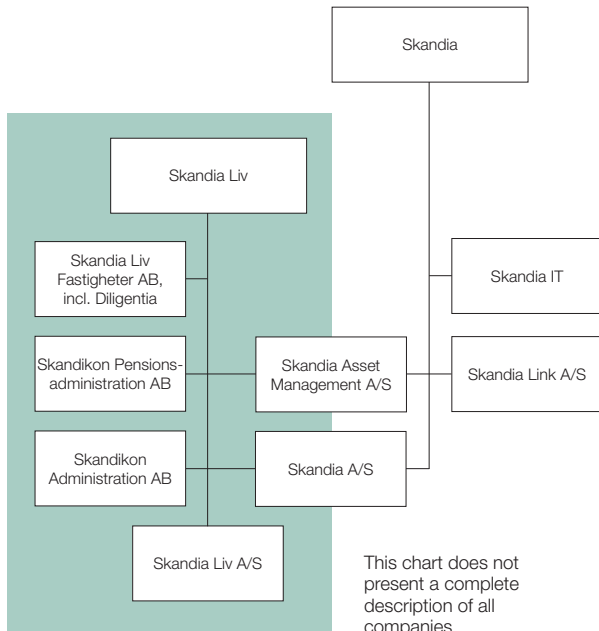 Skandia
Skandia Liv
Skandia Liv
Fastigheter AB,
incl. Diligentia
Skandia IT
Skandikon Pensions-
administration AB
Skandia Asset
Management A/S
Skandia Link A/S
Skandikon
Administration AB
Skandia A/S
Skandia Liv A/S
This chart does not
present a complete
description of all
companies